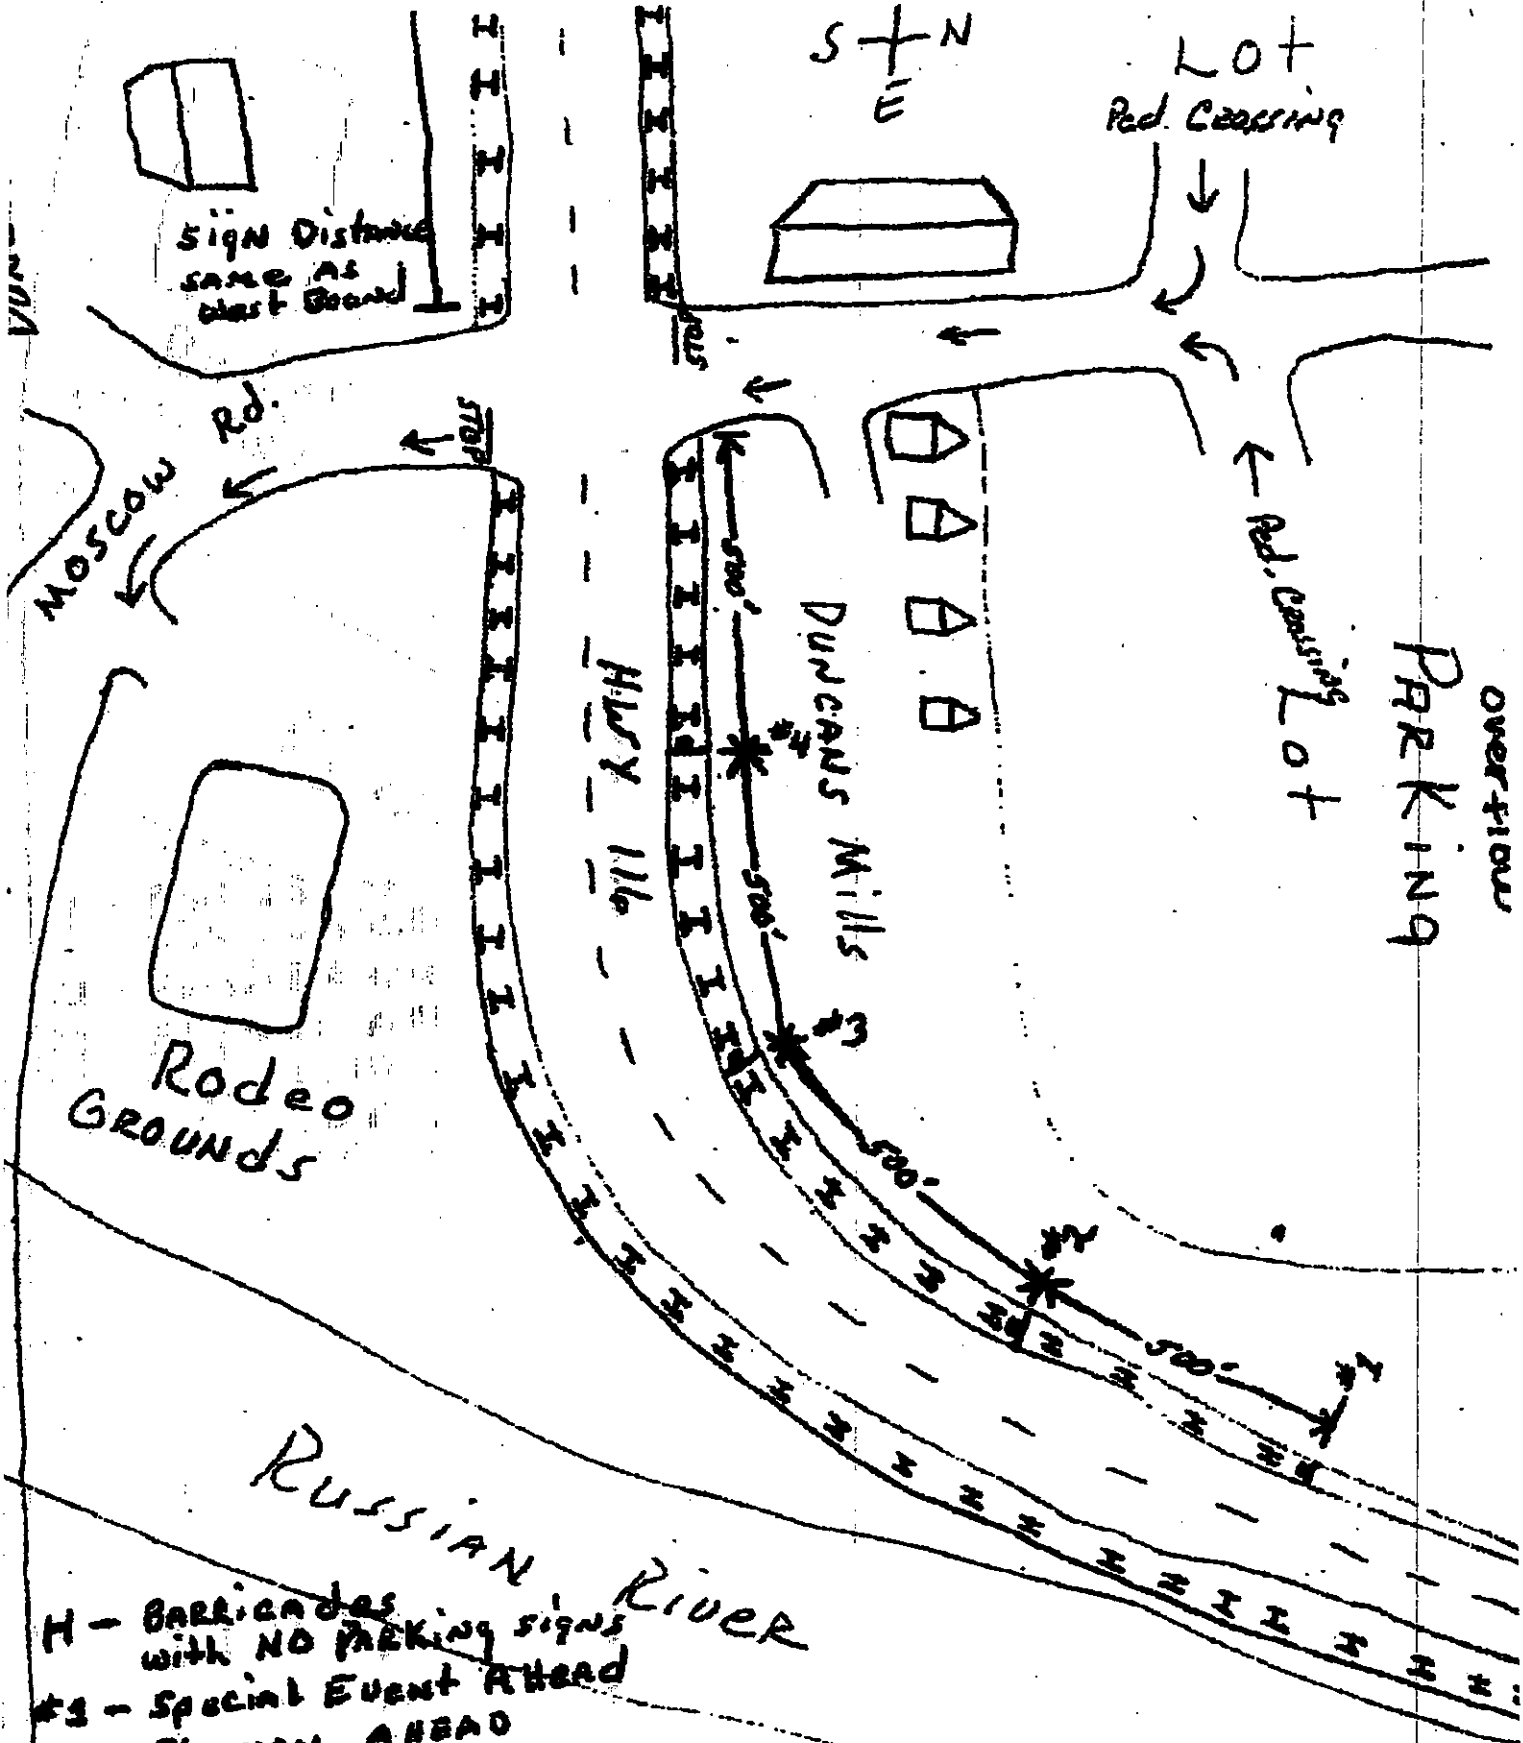 S N
E
LOt
Ped. Crossing
Sign Distance
same as
West Bound
STOP
STOP
Moscow Rd.
500'
#4
500'
#3
500'
#2
500'
#1
Duncans Mills
HWY 116
Ped. Crossing
Lot
Overflow
Parking
Rodeo
Grounds
Russian River
H - Barricades
with NO Parking signs
#1 - Special Event Ahead
AHEAD